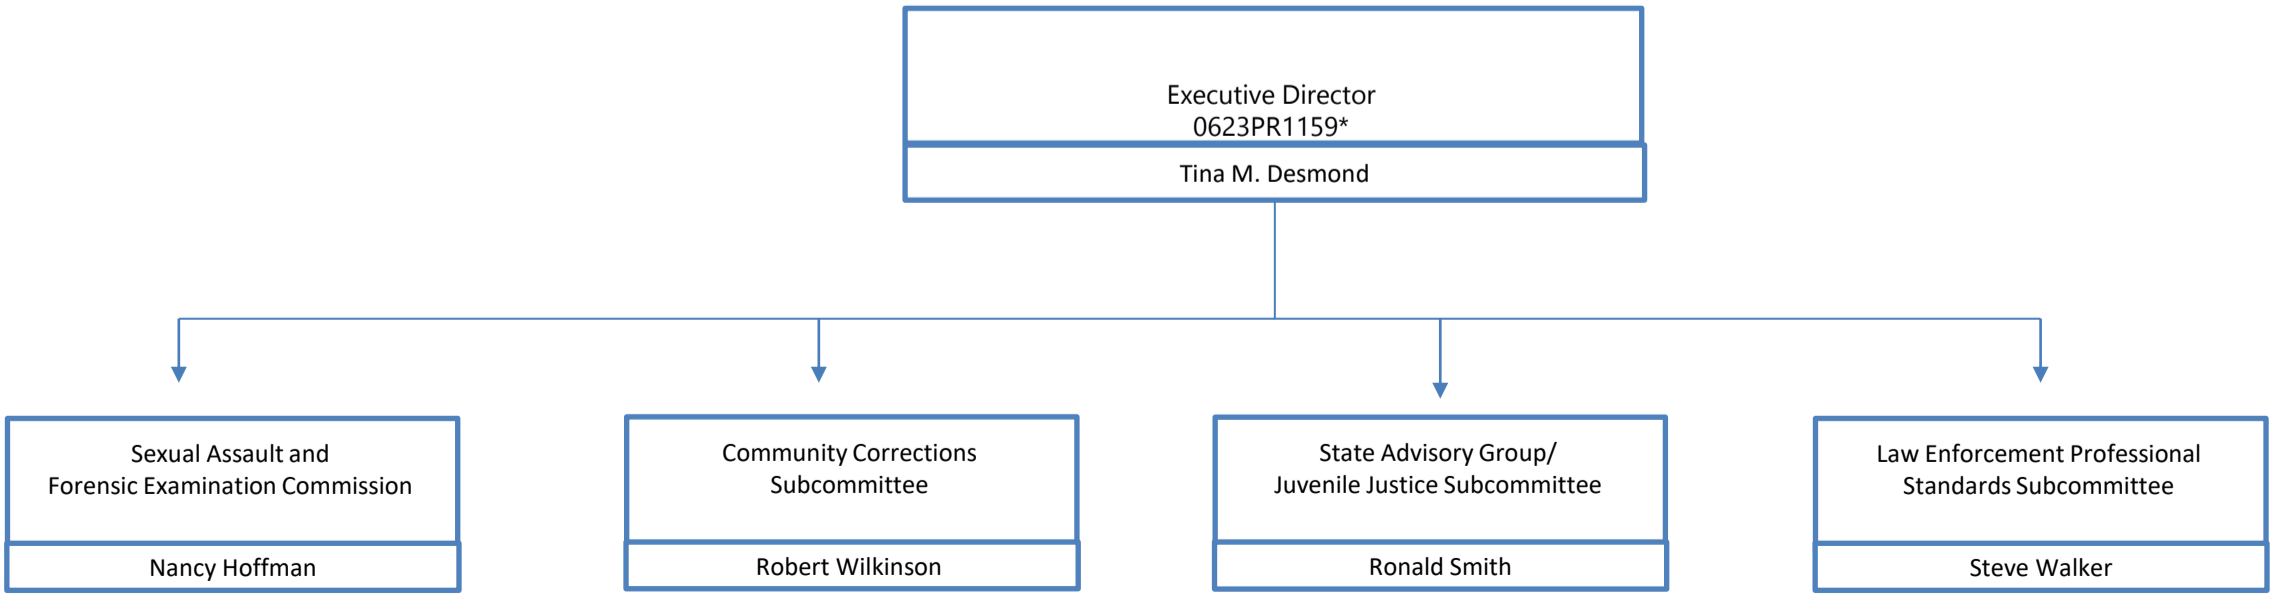 Executive Director
0623PR1159*
Tina M. Desmond
Sexual Assault and
Forensic Examination Commission
Nancy Hoffman
Community Corrections
Subcommittee
Robert Wilkinson
State Advisory Group/
Juvenile Justice Subcommittee
Ronald Smith
Law Enforcement Professional
Standards Subcommittee
Steve Walker